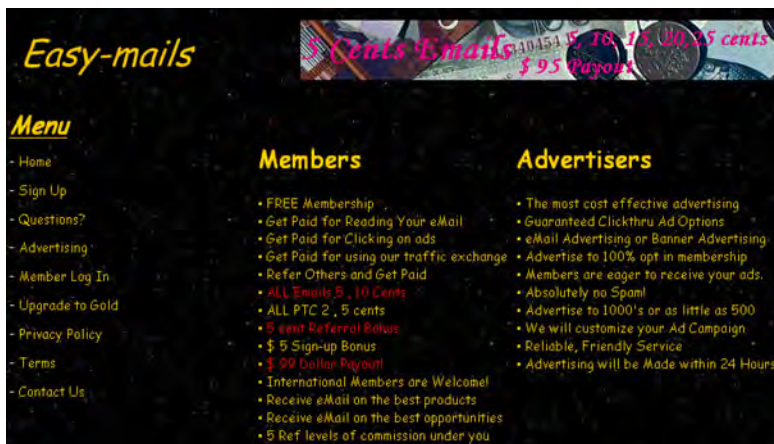 Easy-mails
5 Cents Emails
5, 10, 15, 20,25 cents
$ 95 Payout
Menu
- Home
- Sign Up
- Questions?
- Advertising
- Member Log In
- Upgrade to Gold
- Privacy Policy
- Terms
- Contact Us
Members
• FREE Membership
• Get Paid for Reading Your eMail
• Get Paid for Clicking on ads
• Get Paid for using our traffic exchange
• Refer Others and Get Paid
• ALL Emails 5 , 10 Cents
• ALL PTC 2 , 5 cents
• 5 cent Referral Bonus
• $ 5 Sign-up Bonus
• $ 99 Dollar Payout!
• International Members are Welcome!
• Receive eMail on the best products
• Receive eMail on the best opportunities
• 5 Ref levels of commission under you
Advertisers
• The most cost effective advertising
• Guaranteed Clickthru Ad Options
• eMail Advertising or Banner Advertising
• Advertise to 100% opt in membership
• Members are eager to receive your ads.
• Absolutely no Spam!
• Advertise to 1000's or as little as 500
• We will customize your Ad Campaign
• Reliable, Friendly Service
• Advertising will be Made within 24 Hours